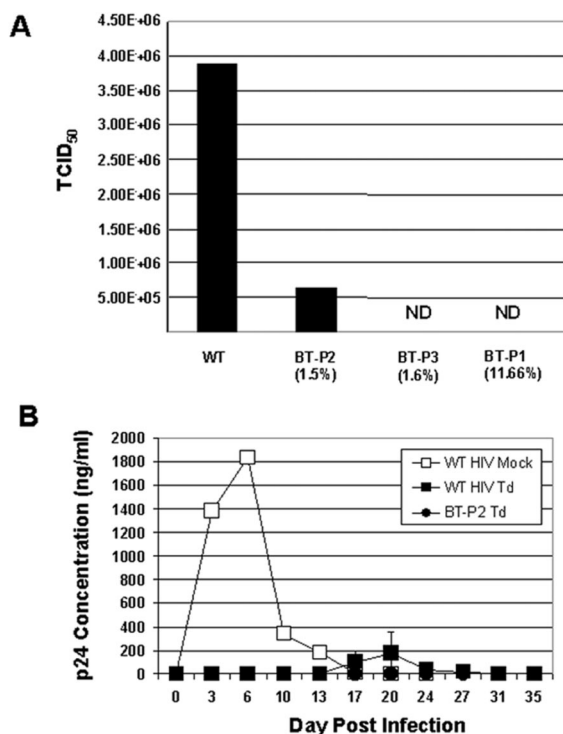 A
TCID50
4.50E+06
4.00E+06
3.50E+06
3.00E+06
2.50E+06
2.00E+06
1.50E+06
1.00E+06
5.00E+05
ND ND
WT BT-P2 BT-P3 BT-P1
(1.5%) (1.6%) (11.66%)
B
p24 Concentration (ng/ml)
2000
1800
1600
1400
1200
1000
800
600
400
200
0
WT HIV Mock
WT HIV Td
BT-P2 Td
0 3 6 10 13 17 20 24 27 31 35
Day Post Infection